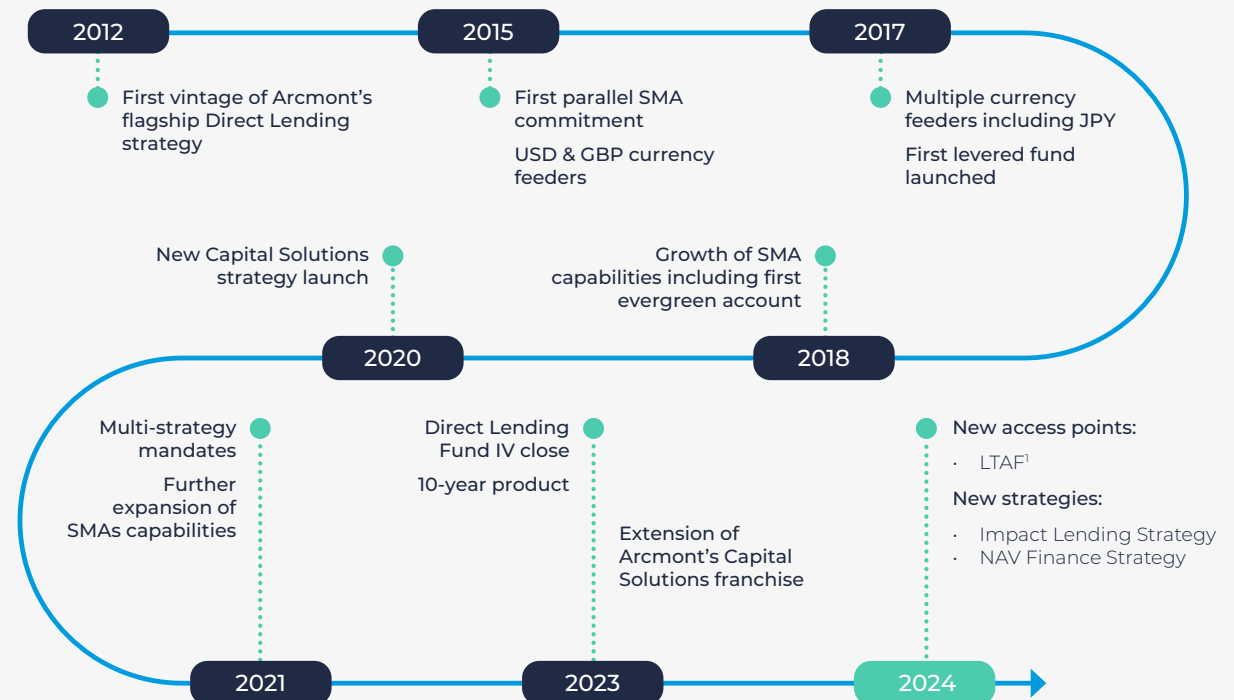 2012
First vintage of Arcmont’s
flagship Direct Lending
strategy
2015
First parallel SMA
commitment
USD & GBP currency
feeders
2017
Multiple currency
feeders including JPY
First levered fund
launched
2018
Growth of SMA
capabilities including first
evergreen account
2020
New Capital Solutions
strategy launch
2021
Multi-strategy
mandates
Further
expansion of
SMAs capabilities
2023
Direct Lending
Fund IV close
10-year product
Extension of
Arcmont’s Capital
Solutions franchise
2024
New access points:
• LTAF¹
New strategies:
• Impact Lending Strategy
• NAV Finance Strategy